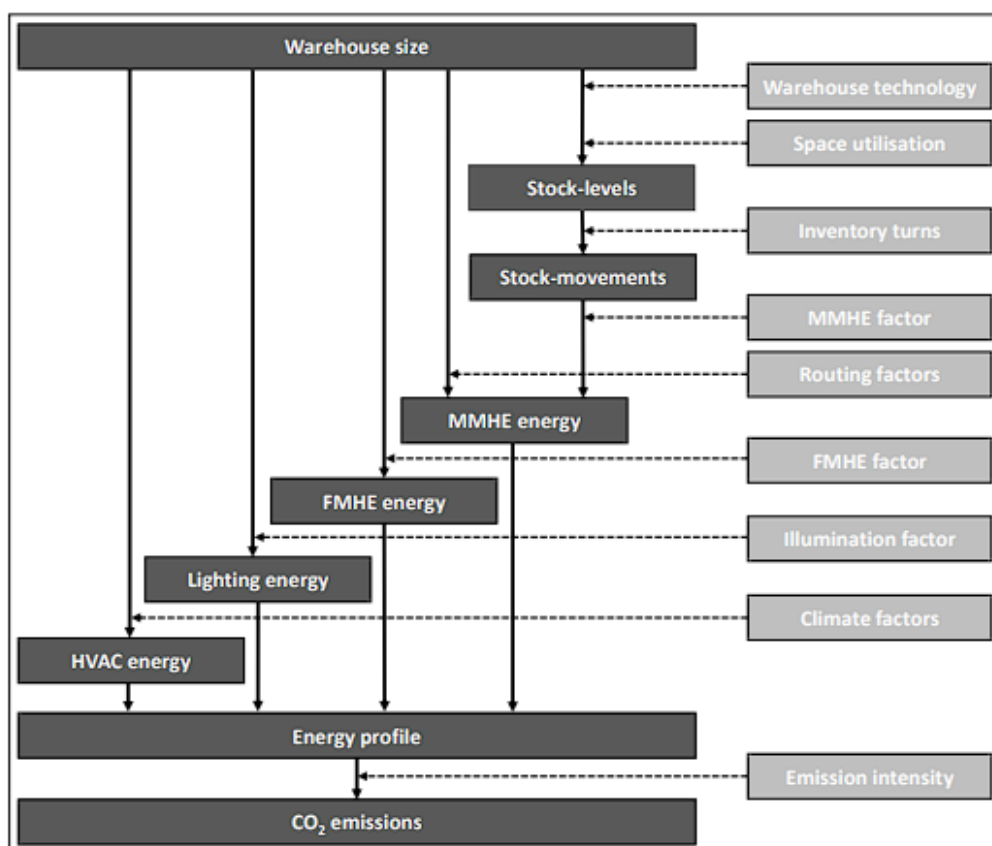 Warehouse size
Warehouse technology
Space utilisation
Stock-levels
Inventory turns
Stock-movements
MMHE factor
Routing factors
MMHE energy
FMHE factor
FMHE energy
Illumination factor
Lighting energy
Climate factors
HVAC energy
Energy profile
Emission intensity
CO₂ emissions